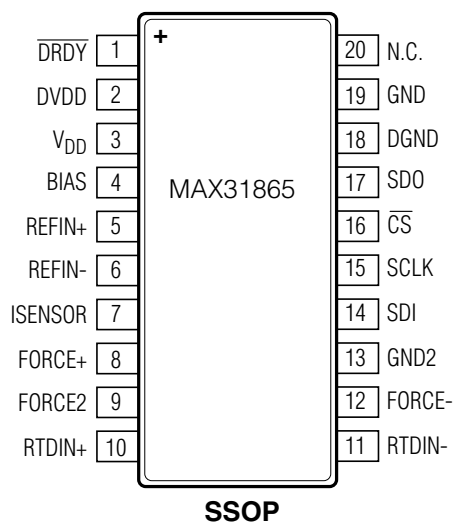 +
D̅R̅D̅Y̅ 1
DVDD 2
VDD 3
BIAS 4
REFIN+ 5
REFIN- 6
ISENSOR 7
FORCE+ 8
FORCE2 9
RTDIN+ 10
MAX31865
20 N.C.
19 GND
18 DGND
17 SDO
16 C̅S̅
15 SCLK
14 SDI
13 GND2
12 FORCE-
11 RTDIN-
SSOP